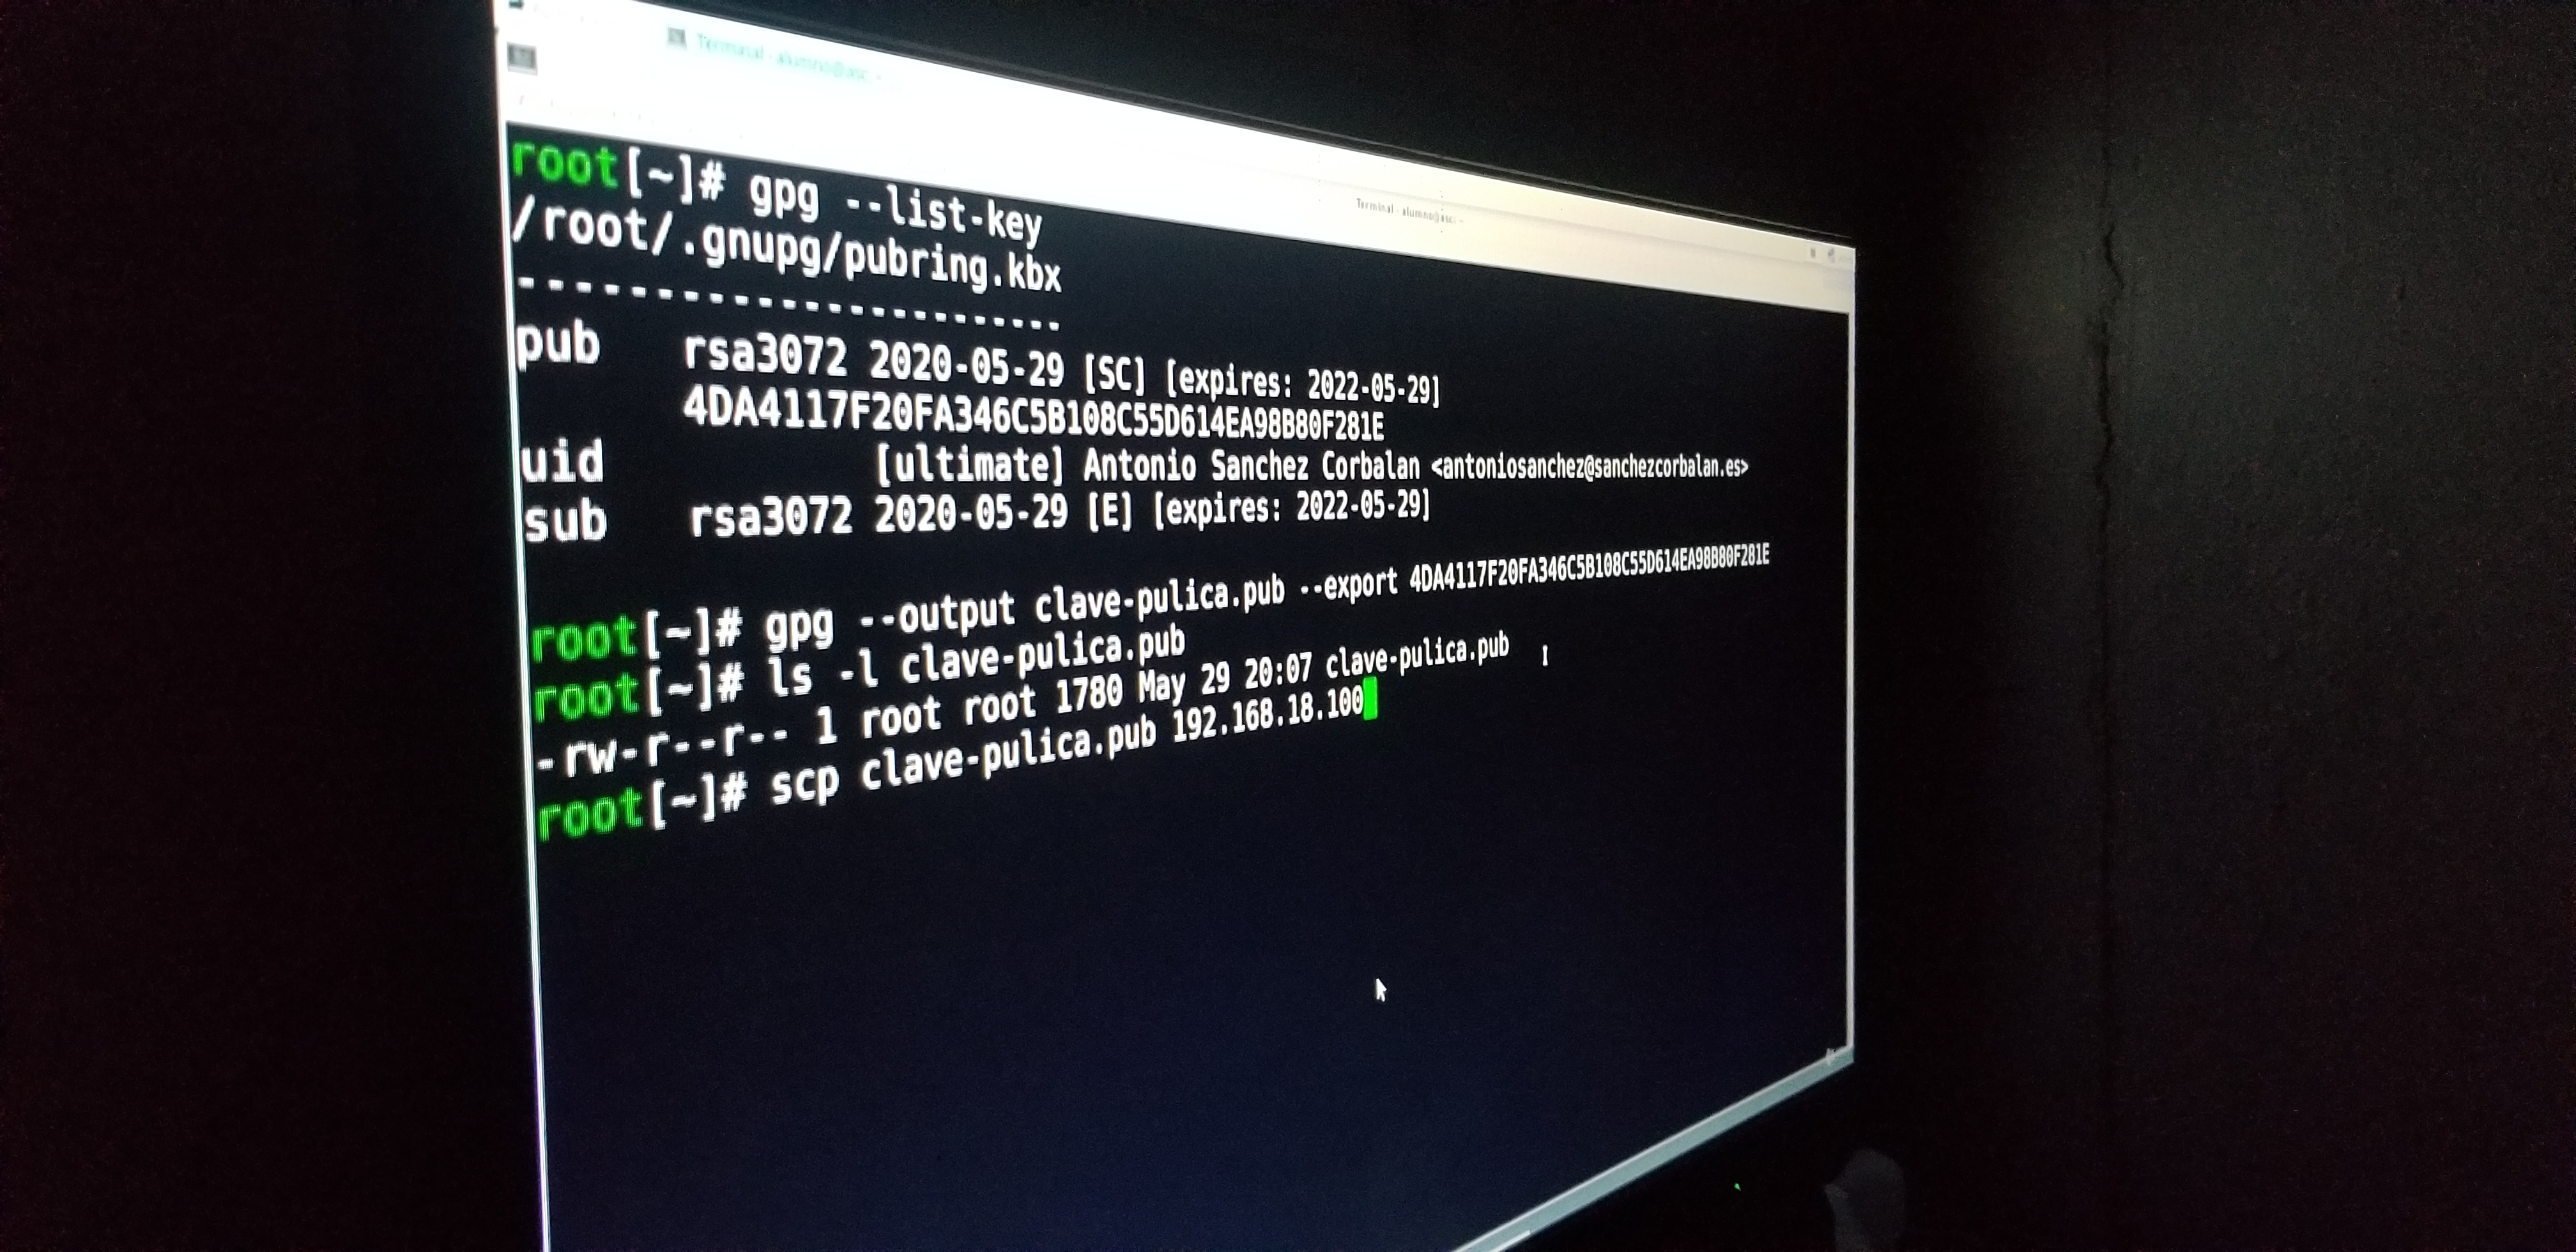 Terminal - alumno@asc: ~
Terminal - alumno@asc: ~
root[~]# gpg --list-key
/root/.gnupg/pubring.kbx
------------------------
pub   rsa3072 2020-05-29 [SC] [expires: 2022-05-29]
      4DA4117F20FA346C5B108C55D614EA98B80F281E
uid           [ultimate] Antonio Sanchez Corbalan <antoniosanchez@sanchezcorbalan.es>
sub   rsa3072 2020-05-29 [E] [expires: 2022-05-29]
root[~]# gpg --output clave-pulica.pub --export 4DA4117F20FA346C5B108C55D614EA98B80F281E
root[~]# ls -l clave-pulica.pub
-rw-r--r-- 1 root root 1780 May 29 20:07 clave-pulica.pub
root[~]# scp clave-pulica.pub 192.168.18.100